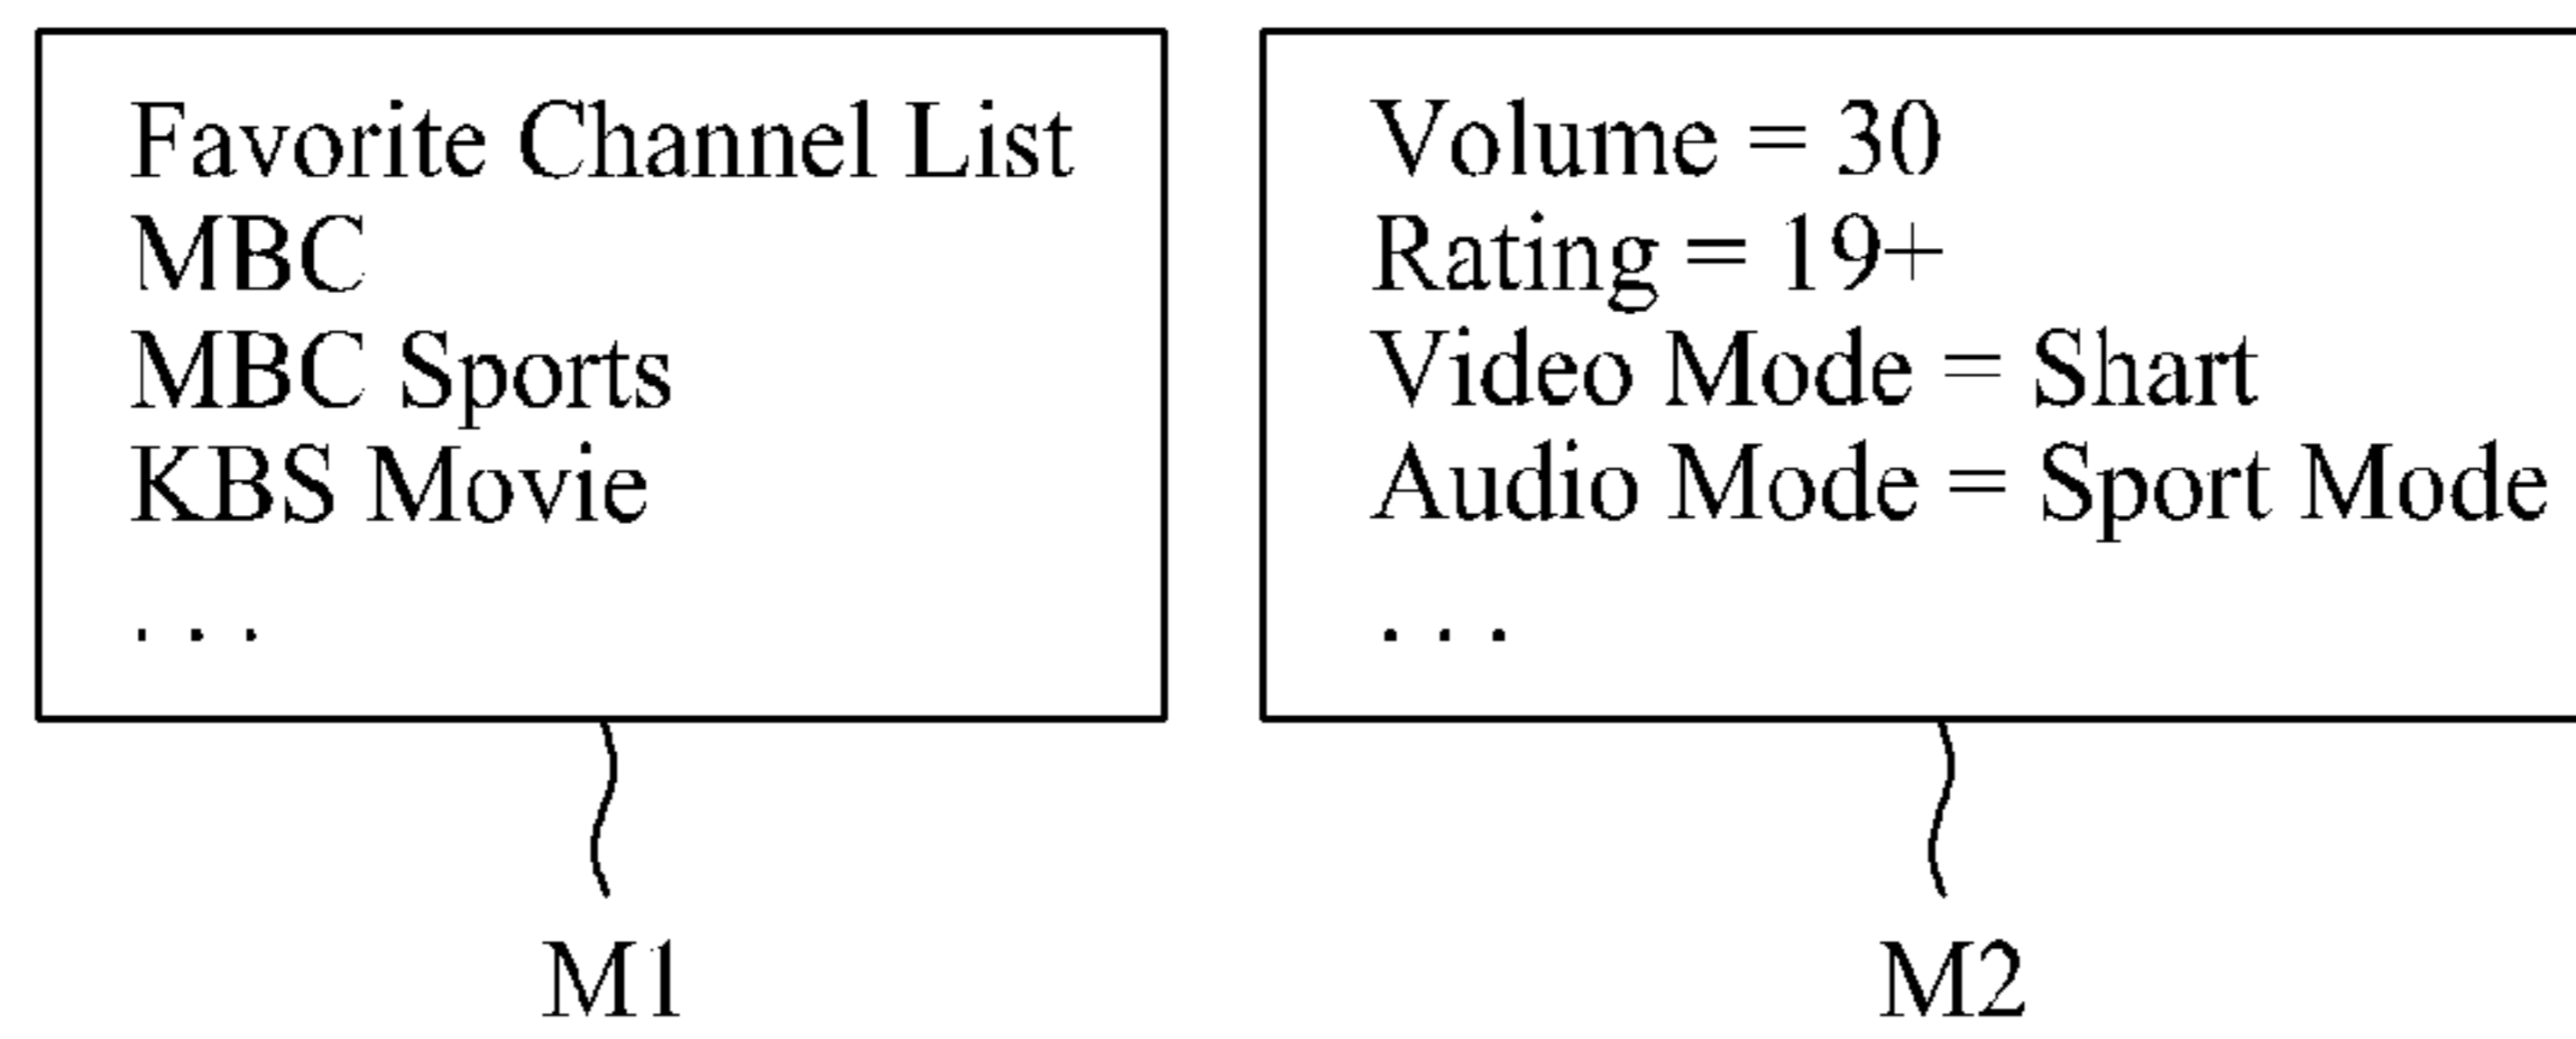 Favorite Channel List
MBC
MBC Sports
KBS Movie
. . .
M1
Volume = 30
Rating = 19+
Video Mode = Shart
Audio Mode = Sport Mode
. . .
M2